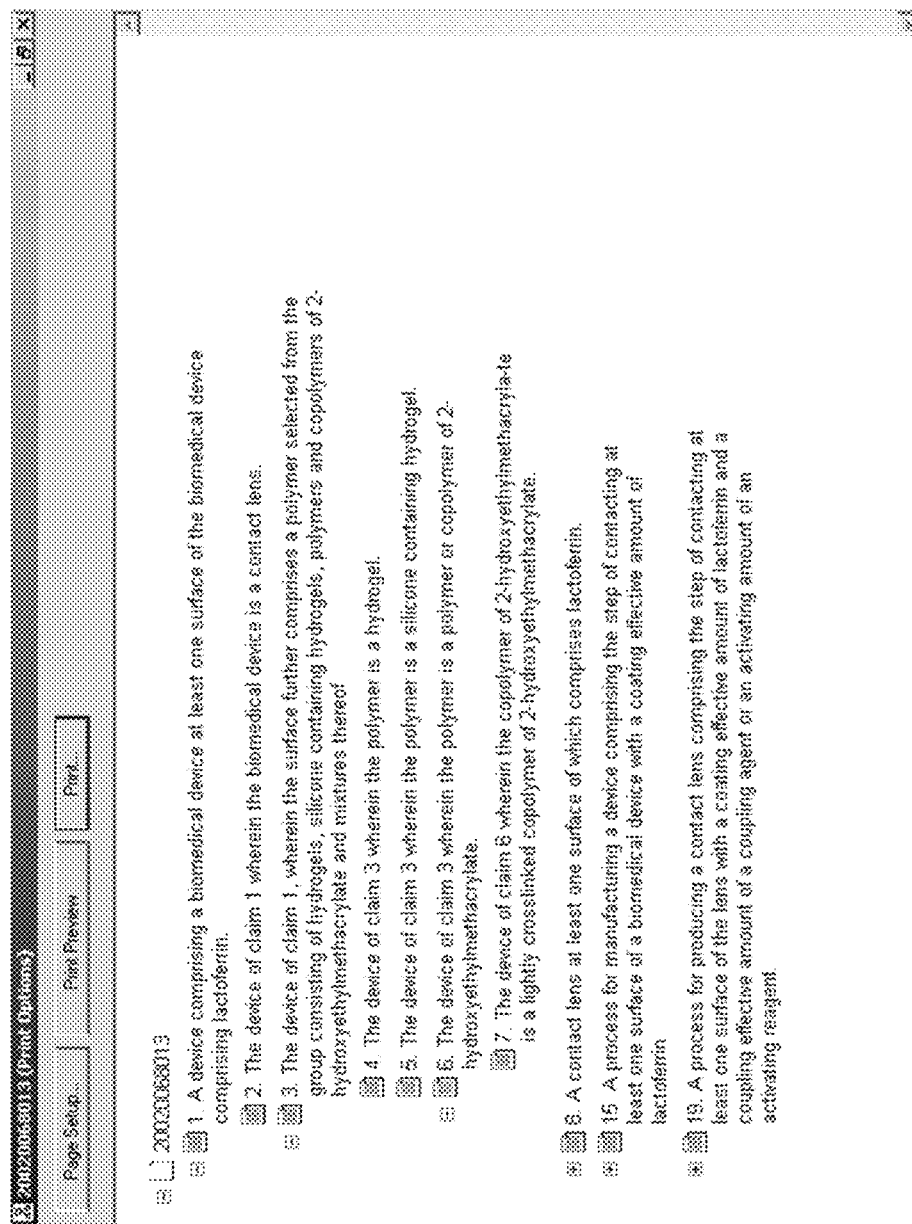 20020068013 (Print Options)
Page Setup... Print Preview Print
20020068013
1. A device comprising a biomedical device at least one surface of the biomedical device
comprising lactoferrin.
2. The device of claim 1 wherein the biomedical device is a contact lens.
3. The device of claim 1, wherein the surface further comprises a polymer selected from the
group consisting of hydrogels, silicone containing hydrogels, polymers and copolymers of 2-
hydroxyethylmethacrylate and mixtures thereof
4. The device of claim 3 wherein the polymer is a hydrogel.
5. The device of claim 3 wherein the polymer is a silicone containing hydrogel.
6. The device of claim 3 wherein the polymer is a polymer or copolymer of 2-
hydroxyethylmethacrylate.
7. The device of claim 6 wherein the copolymer of 2-hydroxyethylmethacryla-te
is a lightly crosslinked copolymer of 2-hydroxyethylmethacrylate.
8. A contact lens at least one surface of which comprises lactoferrin.
15. A process for manufacturing a device comprising the step of contacting at
least one surface of a biomedical device with a coating effective amount of
lactoferrin
19. A process for producing a contact lens comprising the step of contacting at
least one surface of the lens with a coating effective amount of lactoferrin and a
coupling effective amount of a coupling agent or an activating amount of an
activating reagent.